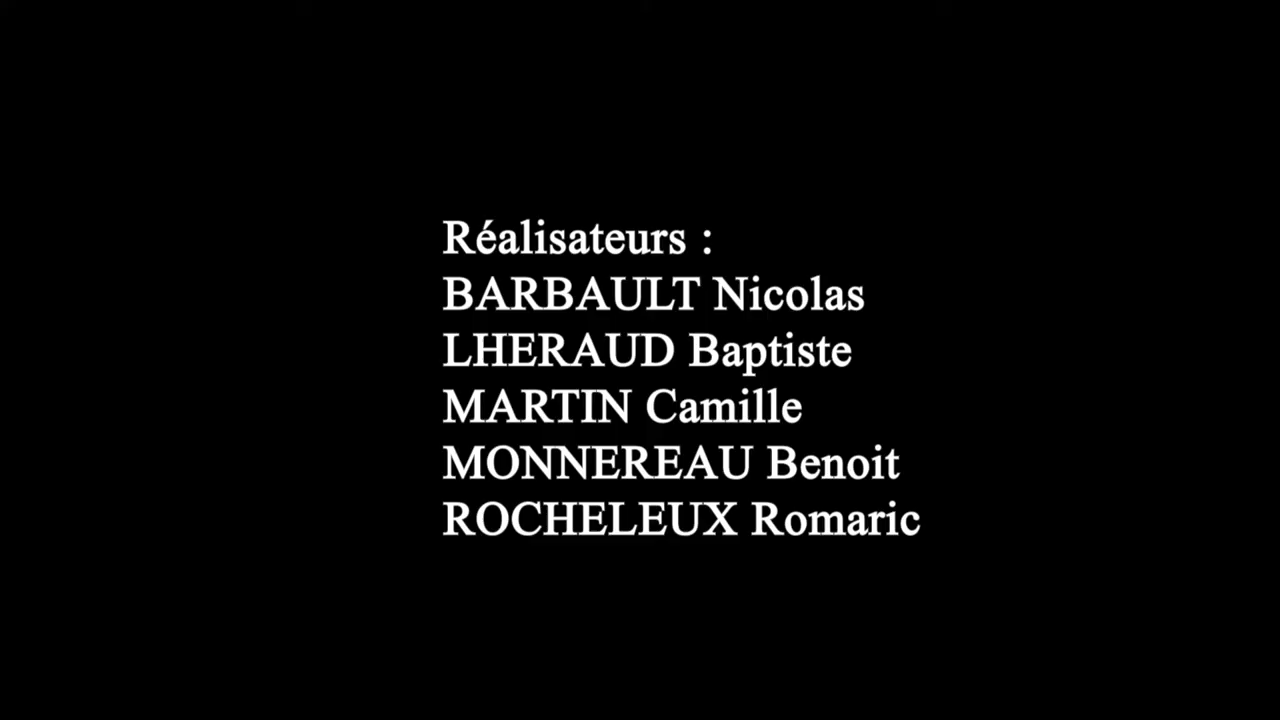 Réalisateurs :
BARBAULT Nicolas
LHERAUD Baptiste
MARTIN Camille
MONNEREAU Benoit
ROCHELEUX Romaric